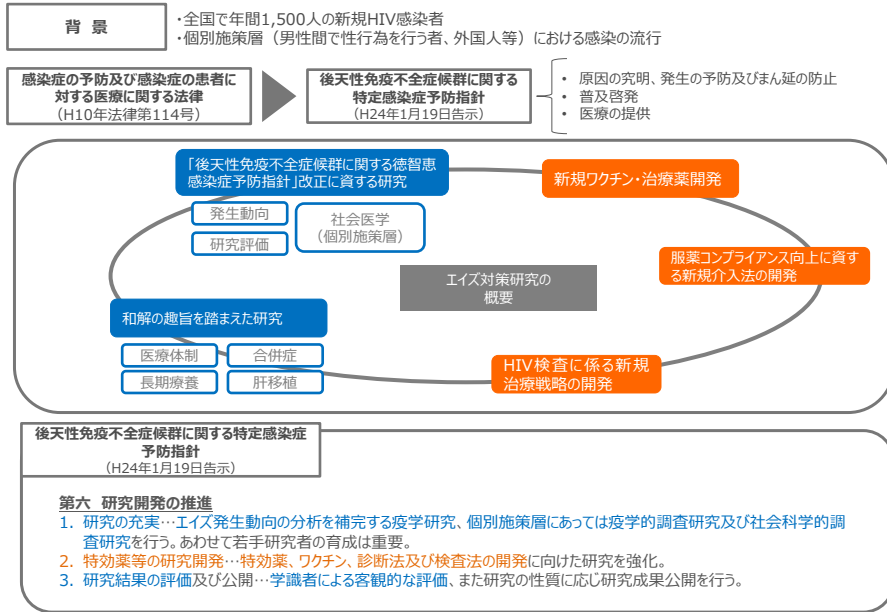 背 景
・全国で年間1,500人の新規HIV感染者
・個別施策層（男性間で性行為を行う者、外国人等）における感染の流行
感染症の予防及び感染症の患者に
対する医療に関する法律
（H10年法律第114号）
後天性免疫不全症候群に関する
特定感染症予防指針
（H24年1月19日告示）
• 原因の究明、発生の予防及びまん延の防止
• 普及啓発
• 医療の提供
「後天性免疫不全症候群に関する徳智恵
感染症予防指針」改正に資する研究
発生動向
研究評価
社会医学
（個別施策層）
新規ワクチン・治療薬開発
服薬コンプライアンス向上に資す
る新規介入法の開発
エイズ対策研究の
概要
和解の趣旨を踏まえた研究
医療体制
合併症
長期療養
肝移植
HIV検査に係る新規
治療戦略の開発
後天性免疫不全症候群に関する特定感染症
予防指針
（H24年1月19日告示）
第六 研究開発の推進
1. 研究の充実…エイズ発生動向の分析を補完する疫学研究、個別施策層にあっては疫学的調査研究及び社会科学的調
査研究を行う。あわせて若手研究者の育成は重要。
2. 特効薬等の研究開発…特効薬、ワクチン、診断法及び検査法の開発に向けた研究を強化。
3. 研究結果の評価及び公開…学識者による客観的な評価、また研究の性質に応じ研究成果公開を行う。